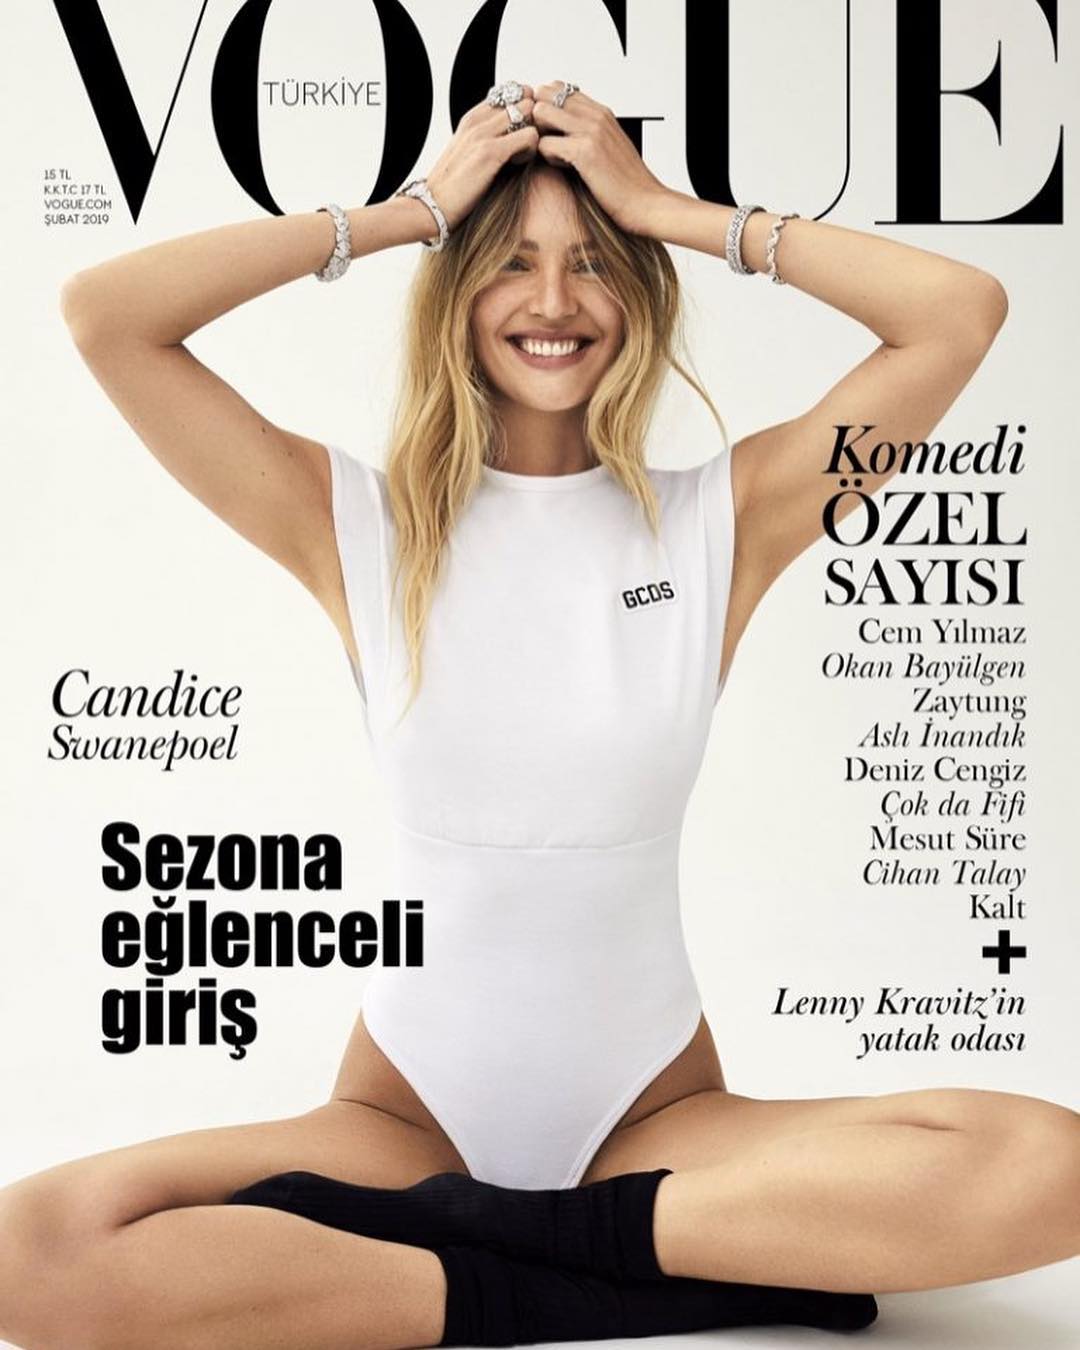 VOGUE
TÜRKİYE
15 TL
K.K.T.C 17 TL
VOGUE.COM
ŞUBAT 2019
GCDS
Komedi
ÖZEL
SAYISI
Cem Yılmaz
Okan Bayülgen
Zaytung
Aslı İnandık
Deniz Cengiz
Çok da Fifi
Mesut Süre
Cihan Talay
Kalt
+
Lenny Kravitz'in
yatak odası
Candice
Swanepoel
Sezona
eğlenceli
giriş